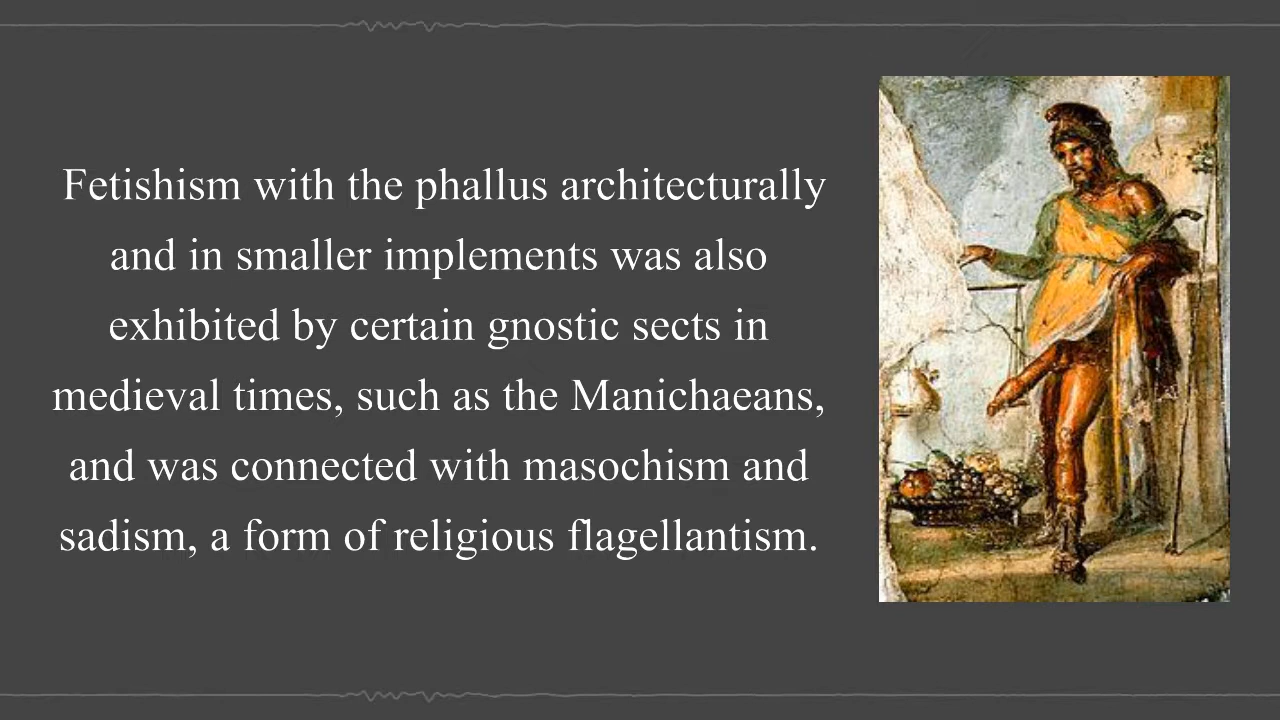 Fetishism with the phallus architecturally
and in smaller implements was also
exhibited by certain gnostic sects in
medieval times, such as the Manichaeans,
and was connected with masochism and
sadism, a form of religious flagellantism.